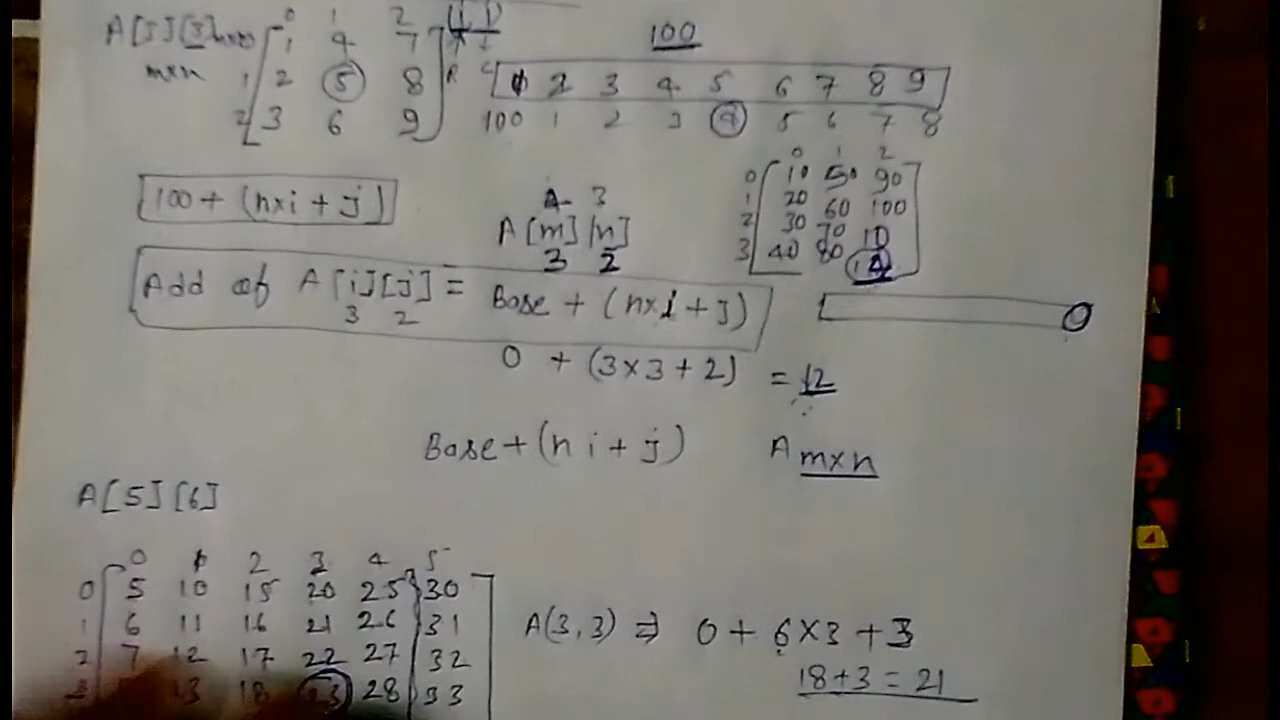 0 1 2
A[3][3]
1 4 7
m×n 1 2 5 8
2 3 6 9
100
1 2 3 4 5 6 7 8 9
100 1 2 3 4 5 6 7 8
100 + (n×i + j)
4 3
A[m][n]
3 2
0 1 2
0 10 50 90
1 20 60 100
2 30 70 10
3 40 80
Add of A[i][j] = Base + (n×i + j)
3 2
0 + (3×3+2) = 12
Base + (n i + j) A m×n
A[5][6]
0 1 2 3 4 5
0 5 10 15 20 25 30
1 6 11 16 21 26 31
2 7 12 17 22 27 32
13 18 23 28 33
A(3,3) ⇒ 0 + 6×3 + 3
18+3 = 21